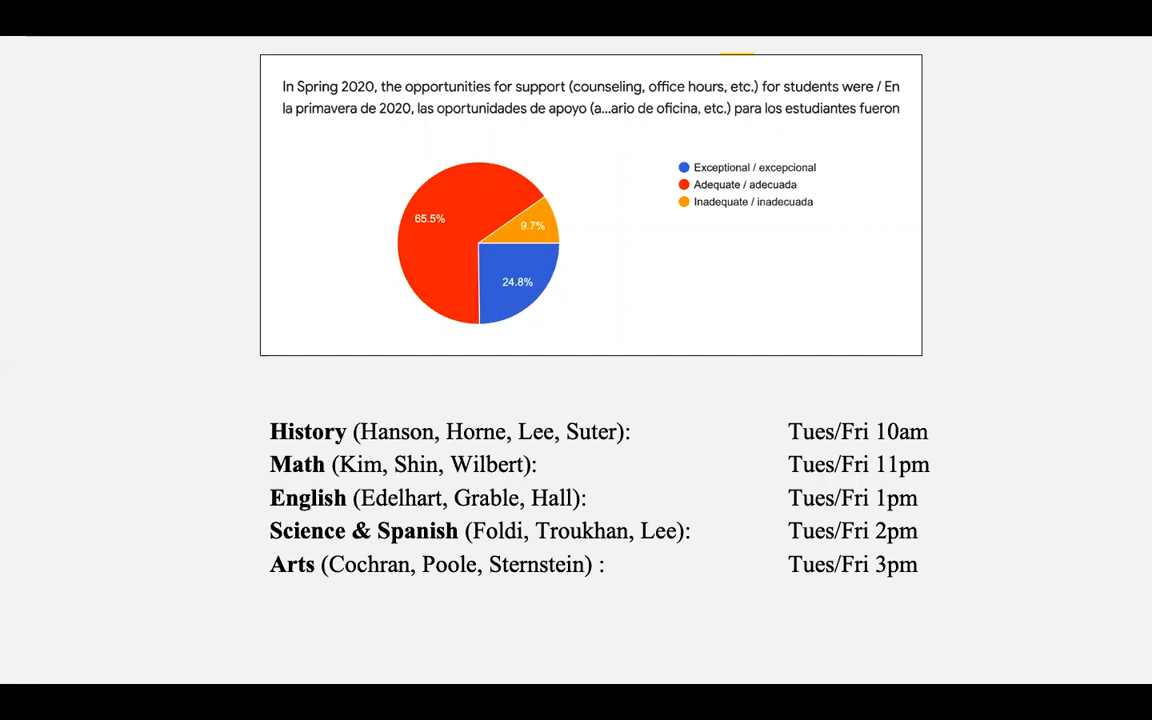 In Spring 2020, the opportunities for support (counseling, office hours, etc.) for students were / En
la primavera de 2020, las oportunidades de apoyo (a...ario de oficina, etc.) para los estudiantes fueron
Exceptional / excepcional
Adequate / adecuada
Inadequate / inadecuada
65.5%
9.7%
24.8%
History (Hanson, Horne, Lee, Suter): Tues/Fri 10am
Math (Kim, Shin, Wilbert): Tues/Fri 11pm
English (Edelhart, Grable, Hall): Tues/Fri 1pm
Science & Spanish (Foldi, Troukhan, Lee): Tues/Fri 2pm
Arts (Cochran, Poole, Sternstein) : Tues/Fri 3pm